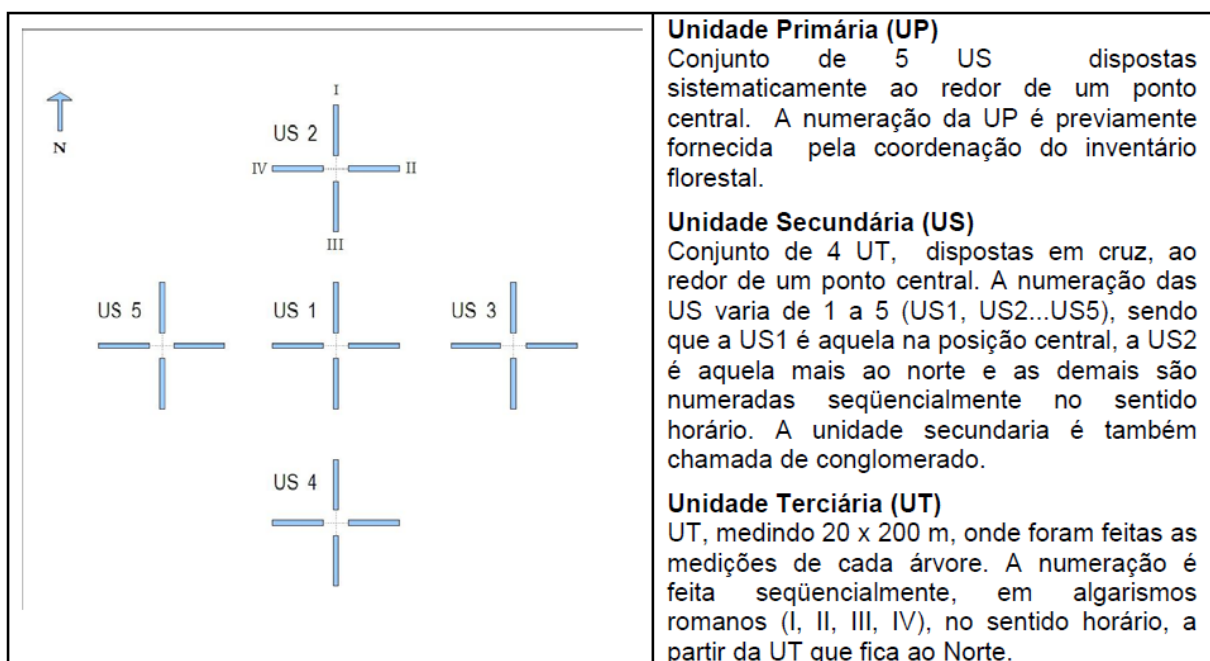 N
I
US 2
IV
II
III
US 5
US 1
US 3
US 4
Unidade Primária (UP)
Conjunto de 5 US dispostas
sistematicamente ao redor de um ponto
central. A numeração da UP é previamente
fornecida pela coordenação do inventário
florestal.
Unidade Secundária (US)
Conjunto de 4 UT, dispostas em cruz, ao
redor de um ponto central. A numeração das
US varia de 1 a 5 (US1, US2...US5), sendo
que a US1 é aquela na posição central, a US2
é aquela mais ao norte e as demais são
numeradas seqüencialmente no sentido
horário. A unidade secundaria é também
chamada de conglomerado.
Unidade Terciária (UT)
UT, medindo 20 x 200 m, onde foram feitas as
medições de cada árvore. A numeração é
feita seqüencialmente, em algarismos
romanos (I, II, III, IV), no sentido horário, a
partir da UT que fica ao Norte.